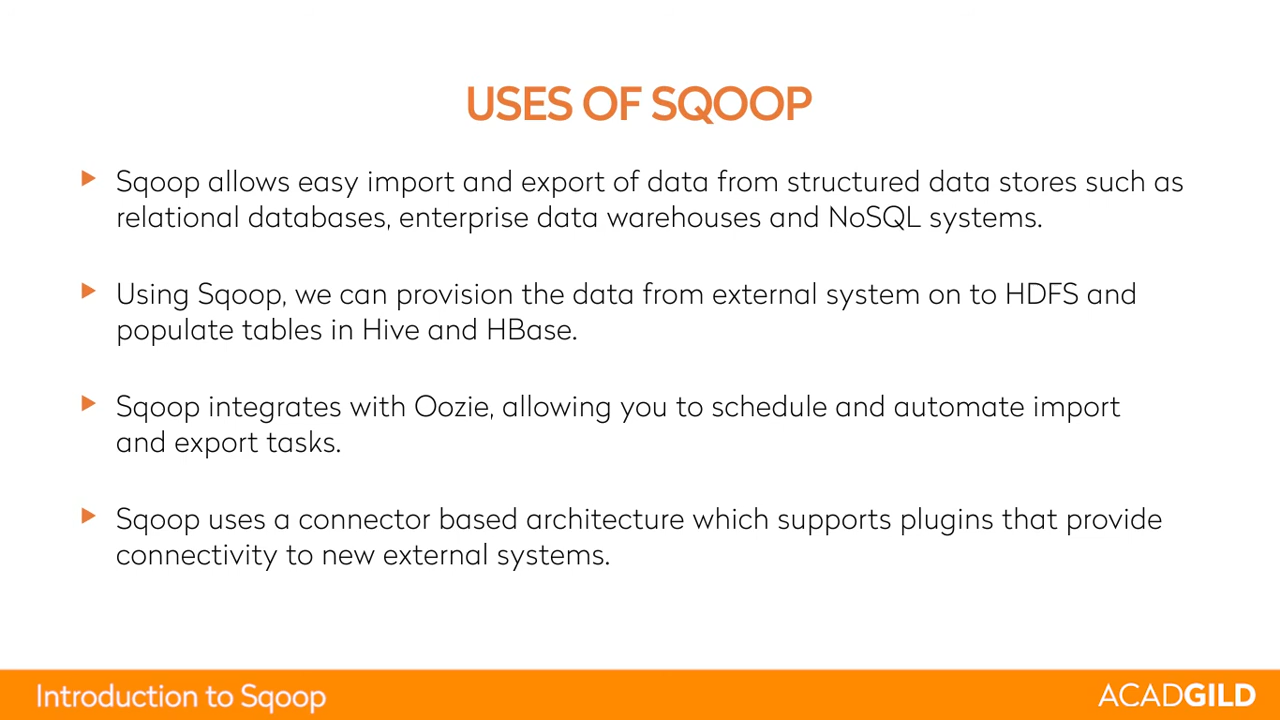 USES OF SQOOP
Sqoop allows easy import and export of data from structured data stores such as
relational databases, enterprise data warehouses and NoSQL systems.
Using Sqoop, we can provision the data from external system on to HDFS and
populate tables in Hive and HBase.
Sqoop integrates with Oozie, allowing you to schedule and automate import
and export tasks.
Sqoop uses a connector based architecture which supports plugins that provide
connectivity to new external systems.
Introduction to Sqoop
ACADGILD